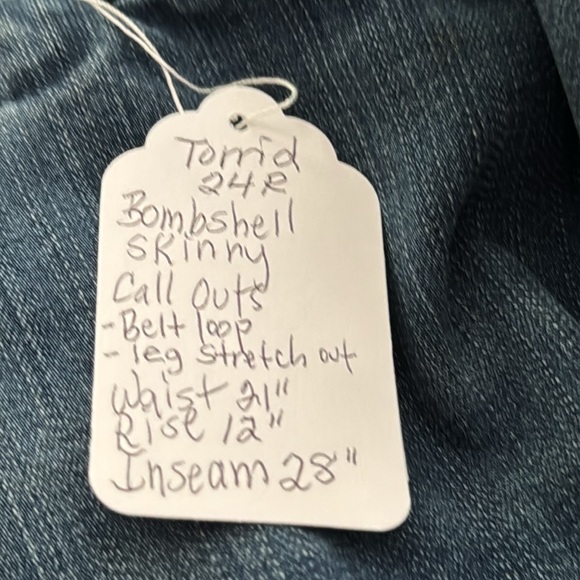 Torrid
24R
Bombshell
Skinny
Call Outs
- Belt loop
- leg stretch out
Waist 21"
Rise 12"
Inseam 28"